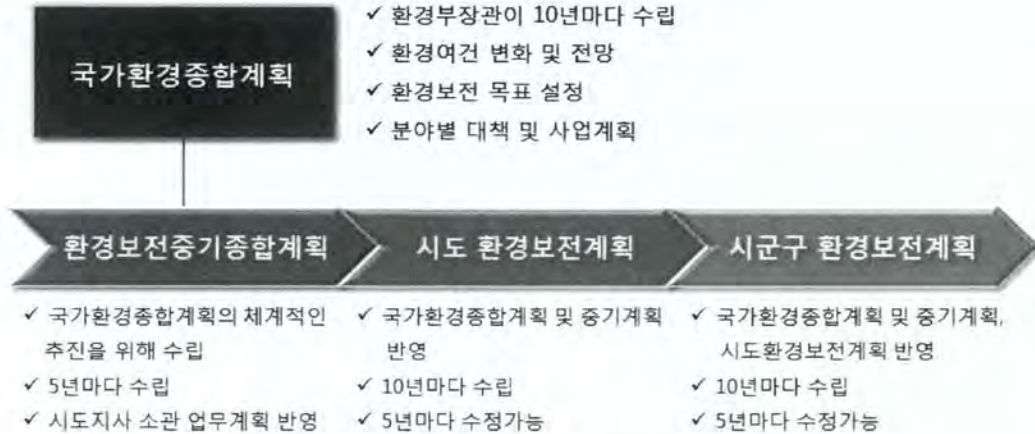 국가환경종합계획
✓ 환경부장관이 10년마다 수립
✓ 환경여건 변화 및 전망
✓ 환경보전 목표 설정
✓ 분야별 대책 및 사업계획
환경보전중기종합계획
✓ 국가환경종합계획의 체계적인
추진을 위해 수립
✓ 5년마다 수립
✓ 시도지사 소관 업무계획 반영
시도 환경보전계획
✓ 국가환경종합계획 및 중기계획
반영
✓ 10년마다 수립
✓ 5년마다 수정가능
시군구 환경보전계획
✓ 국가환경종합계획 및 중기계획,
시도환경보전계획 반영
✓ 10년마다 수립
✓ 5년마다 수정가능